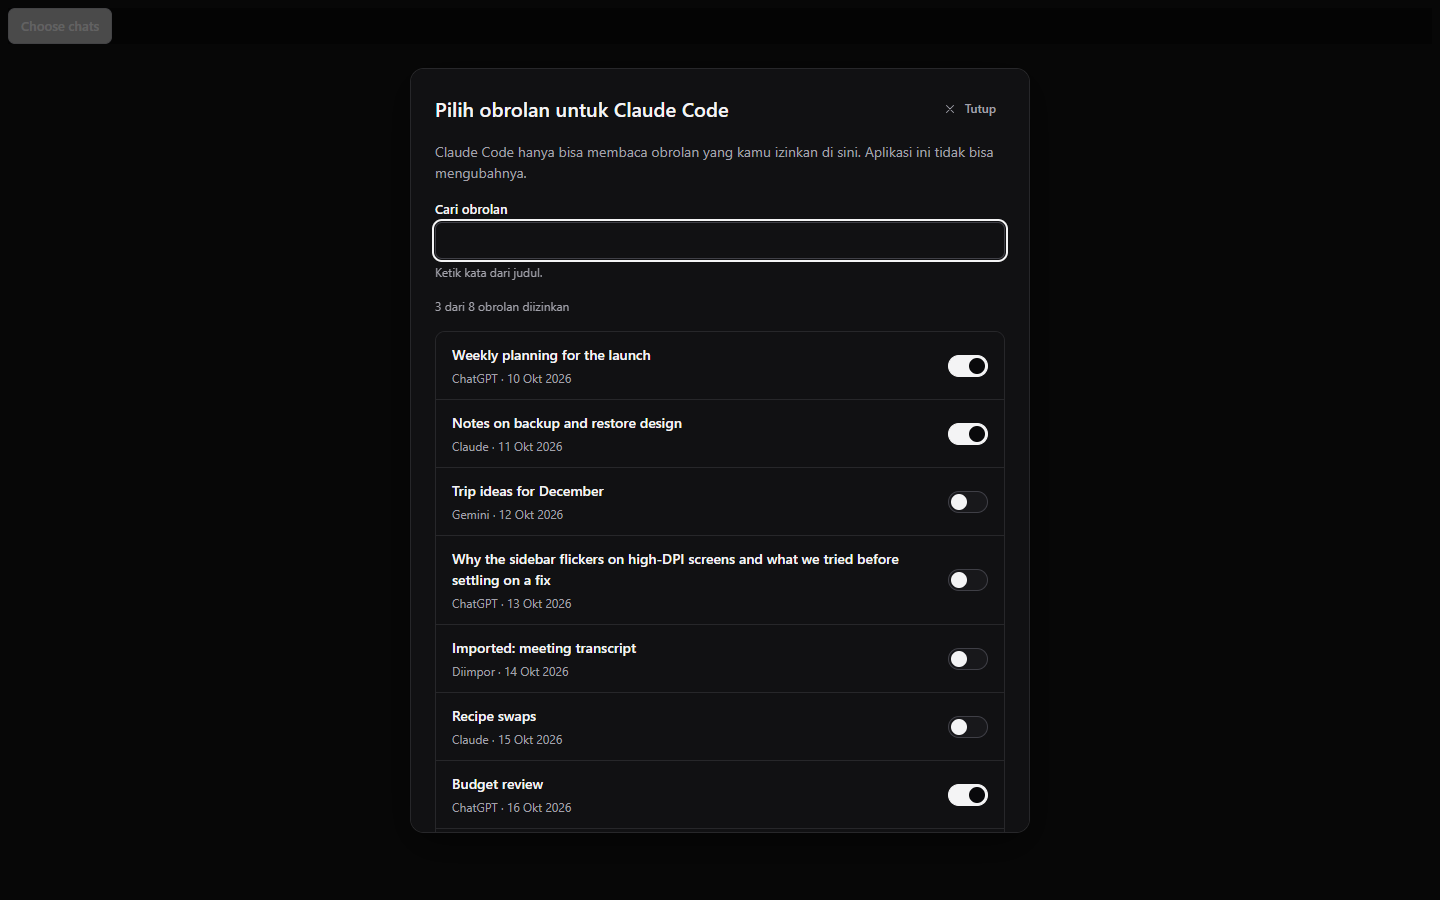 Choose chats
Pilih obrolan untuk Claude Code
Tutup
Claude Code hanya bisa membaca obrolan yang kamu izinkan di sini. Aplikasi ini tidak bisa
mengubahnya.
Cari obrolan
Ketik kata dari judul.
3 dari 8 obrolan diizinkan
Weekly planning for the launch
ChatGPT · 10 Okt 2026
Notes on backup and restore design
Claude · 11 Okt 2026
Trip ideas for December
Gemini · 12 Okt 2026
Why the sidebar flickers on high-DPI screens and what we tried before
settling on a fix
ChatGPT · 13 Okt 2026
Imported: meeting transcript
Diimpor · 14 Okt 2026
Recipe swaps
Claude · 15 Okt 2026
Budget review
ChatGPT · 16 Okt 2026